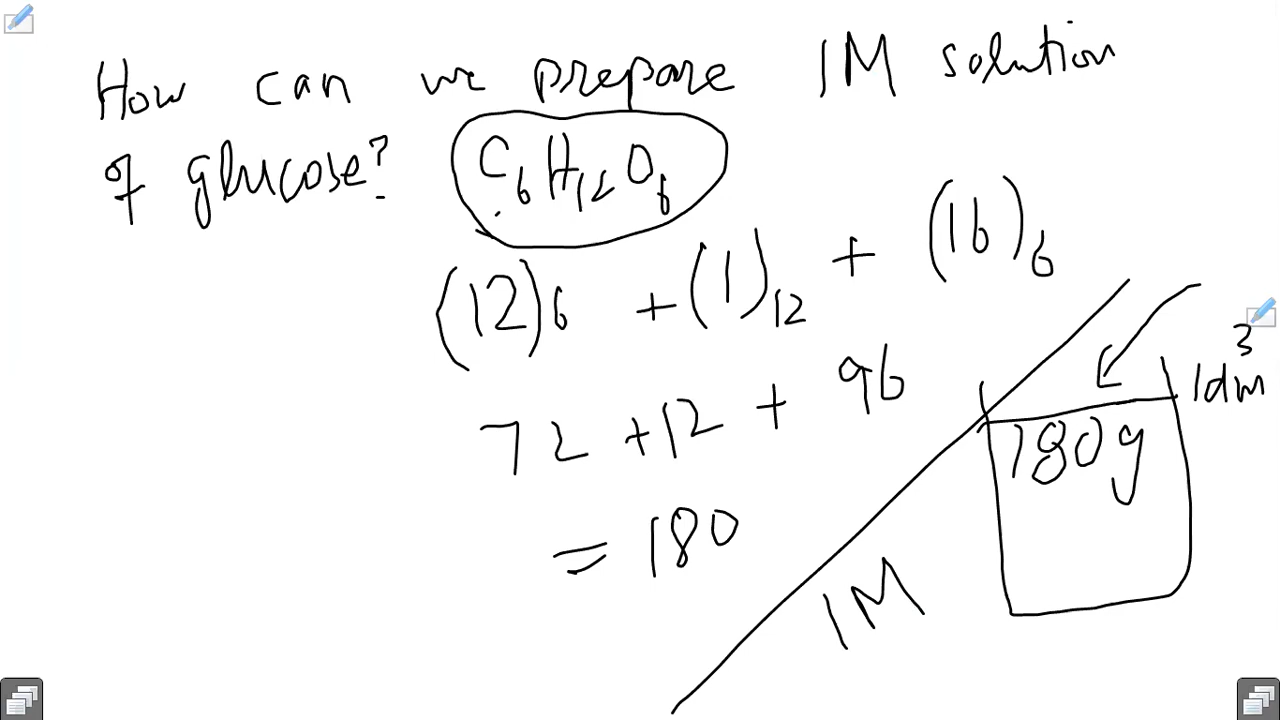 How can we prepare 1M solution
of glucose? C₆H₁₂O₆
(12)6 + (1)₁₂ + (16)₆
72 + 12 + 96
= 180
1dm³
180g
1M